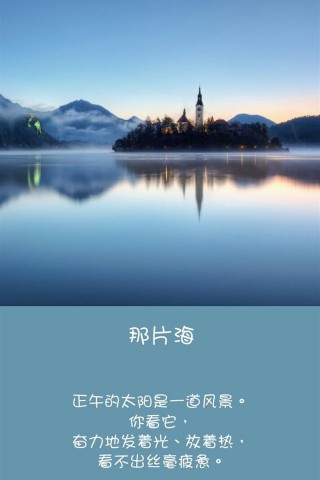 那片海
正午的太阳是一道风景。
你看它，
奋力地发着光、放着热，
看不出丝毫疲惫。